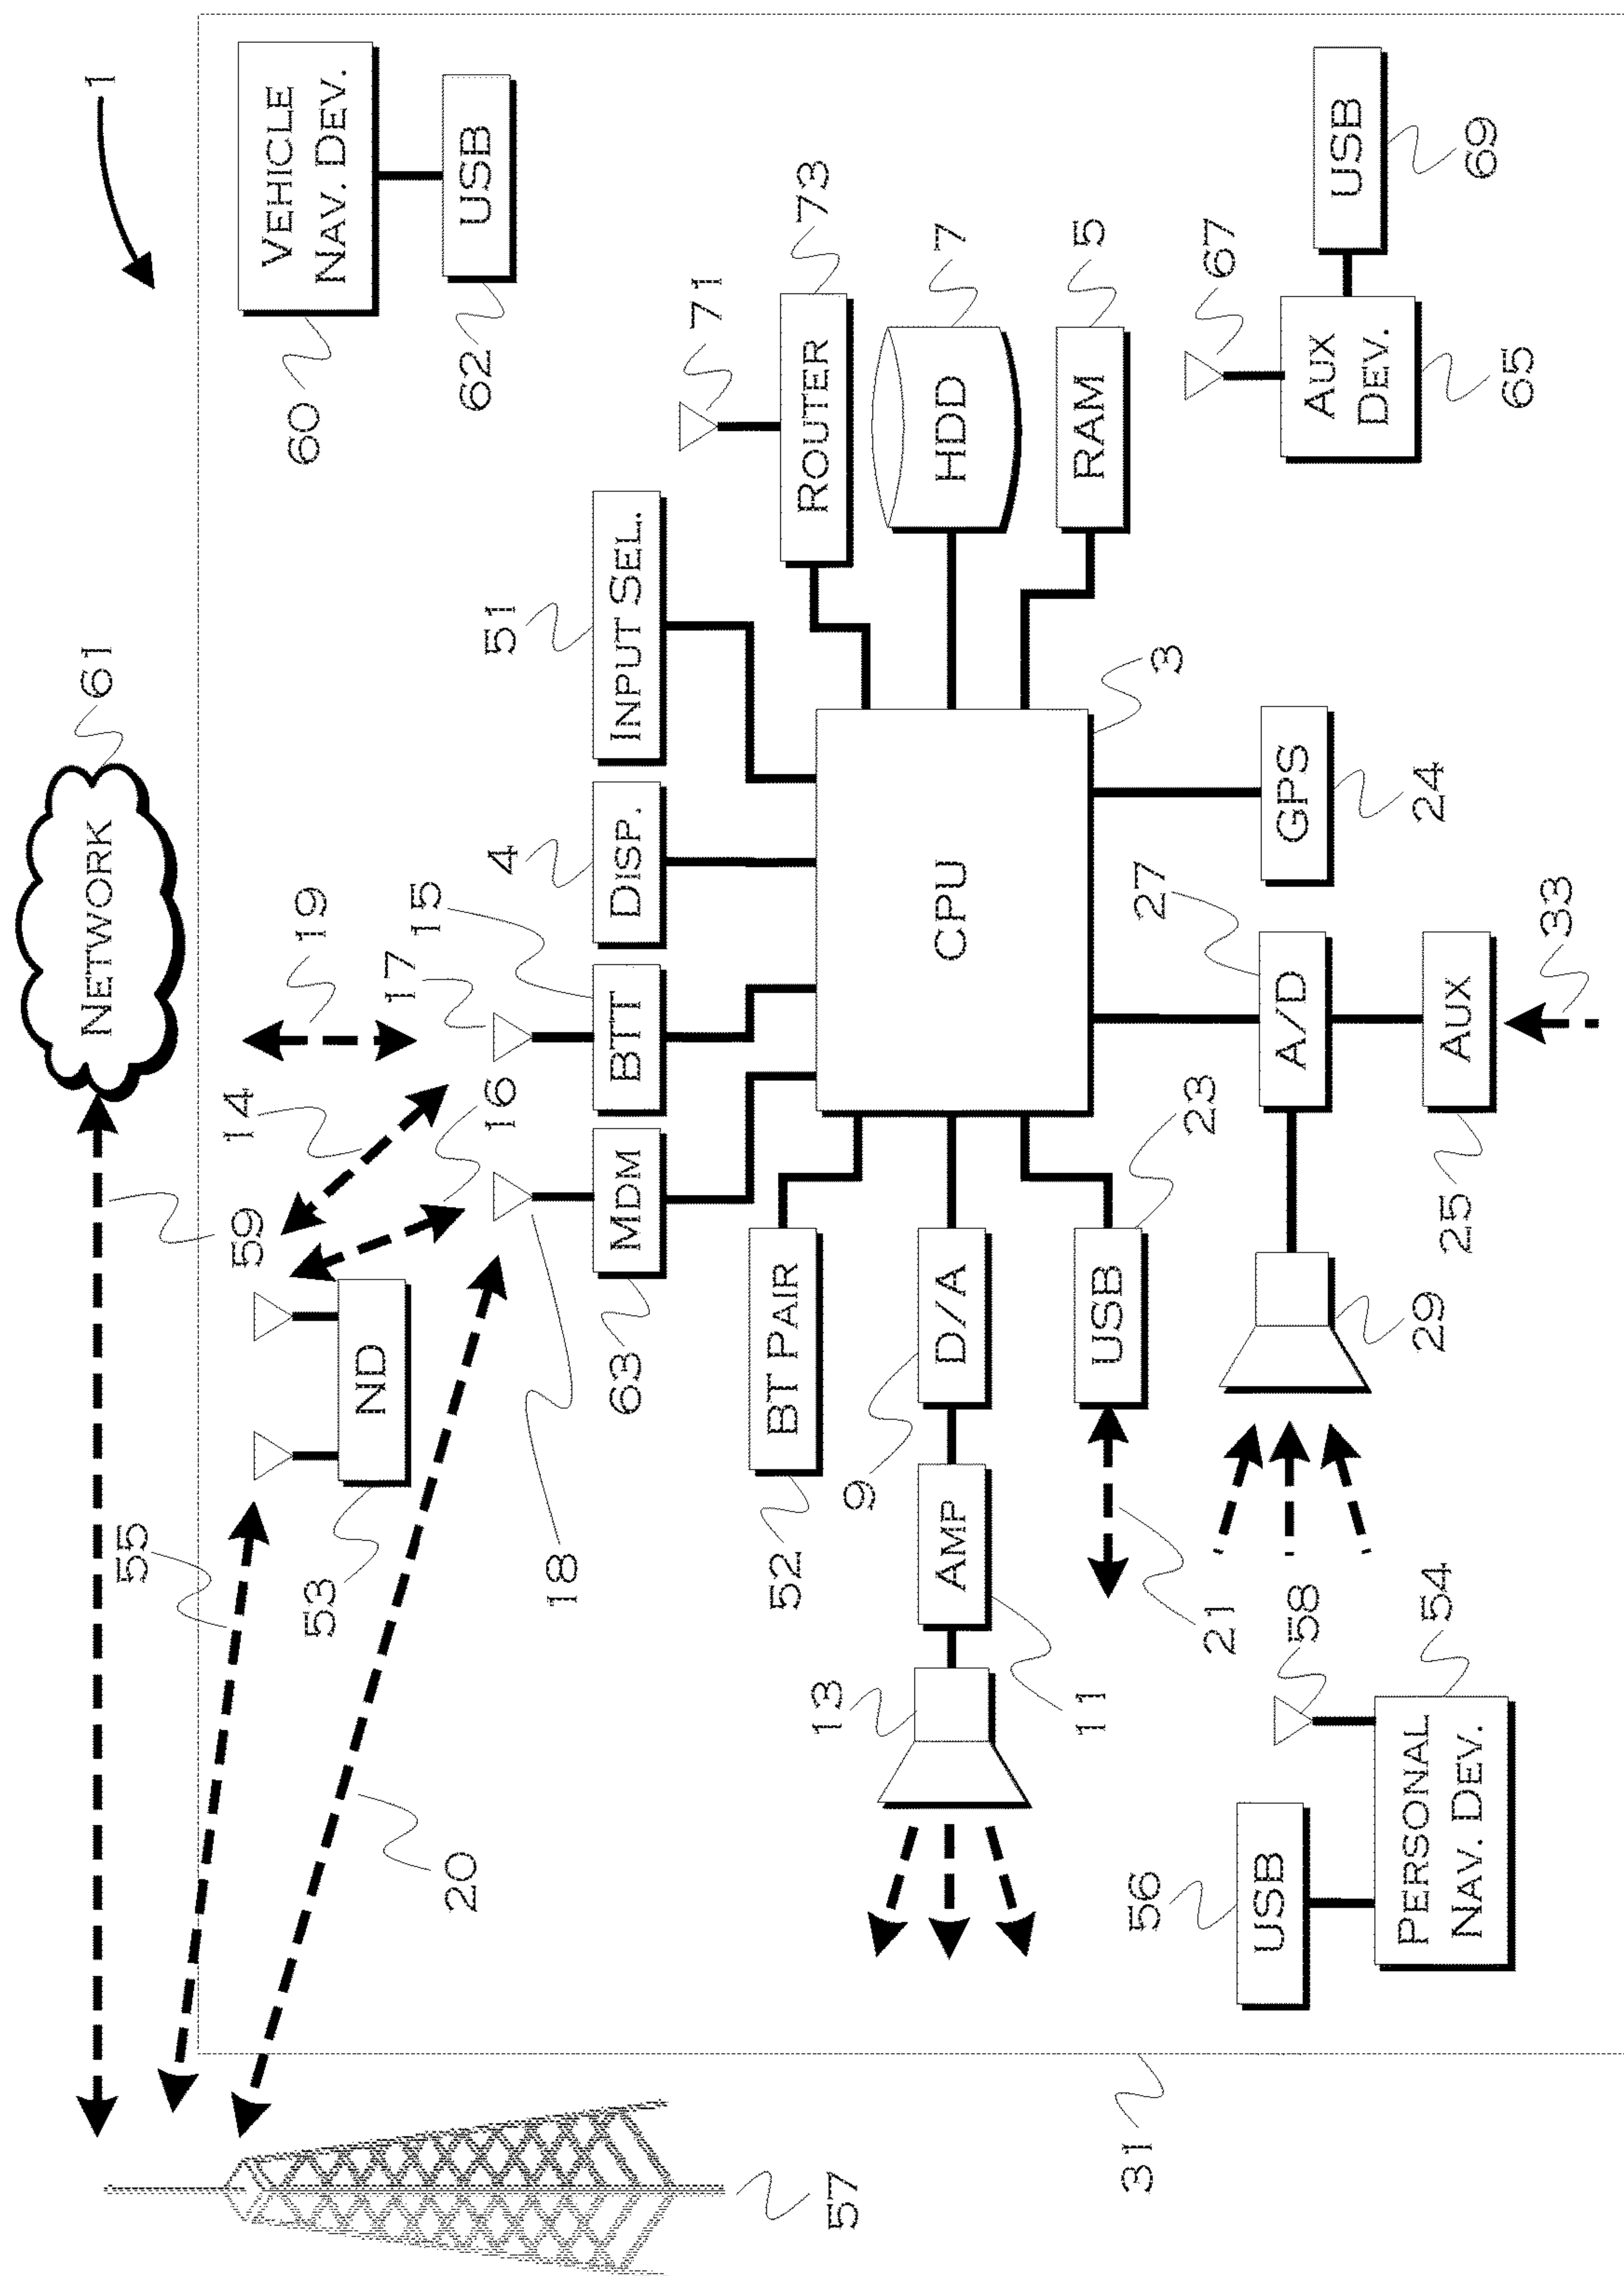 1
NETWORK
61
59
55
57
31
VEHICLE
NAV. DEV.
60
USB
62
19
14
16
17
15
ND
53
20
18
MDM
63
BTT
DISP.
4
INPUT SEL.
51
ROUTER
71
73
HDD
7
RAM
5
CPU
3
BT PAIR
52
D/A
9
AMP
11
13
USB
23
21
GPS
24
A/D
27
AUX
25
33
29
PERSONAL
NAV. DEV.
54
USB
56
58
AUX
DEV.
65
67
USB
69